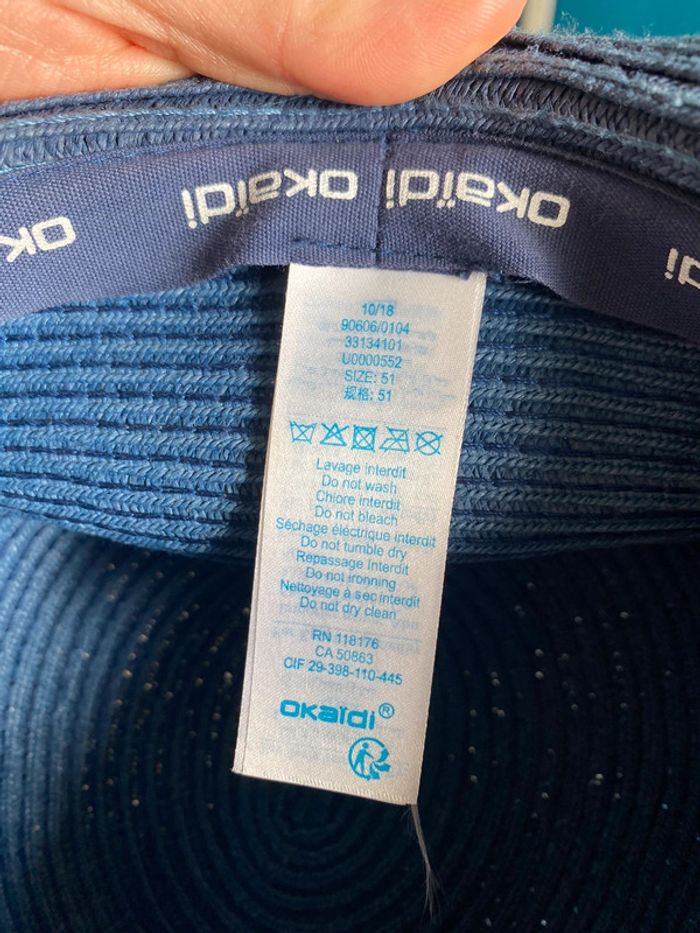 okaïdi okaïdi okaïdi okaïdi
10/18
90606/0104
33134101
U0000552
SIZE: 51
规格: 51
Lavage interdit
Do not wash
Chlore interdit
Do not bleach
Séchage électrique interdit
Do not tumble dry
Repassage Interdit
Do not ironning
Nettoyage à sec interdit
Do not dry clean
RN 118176
CA 50863
CIF 29-398-110-445
okaïdi®